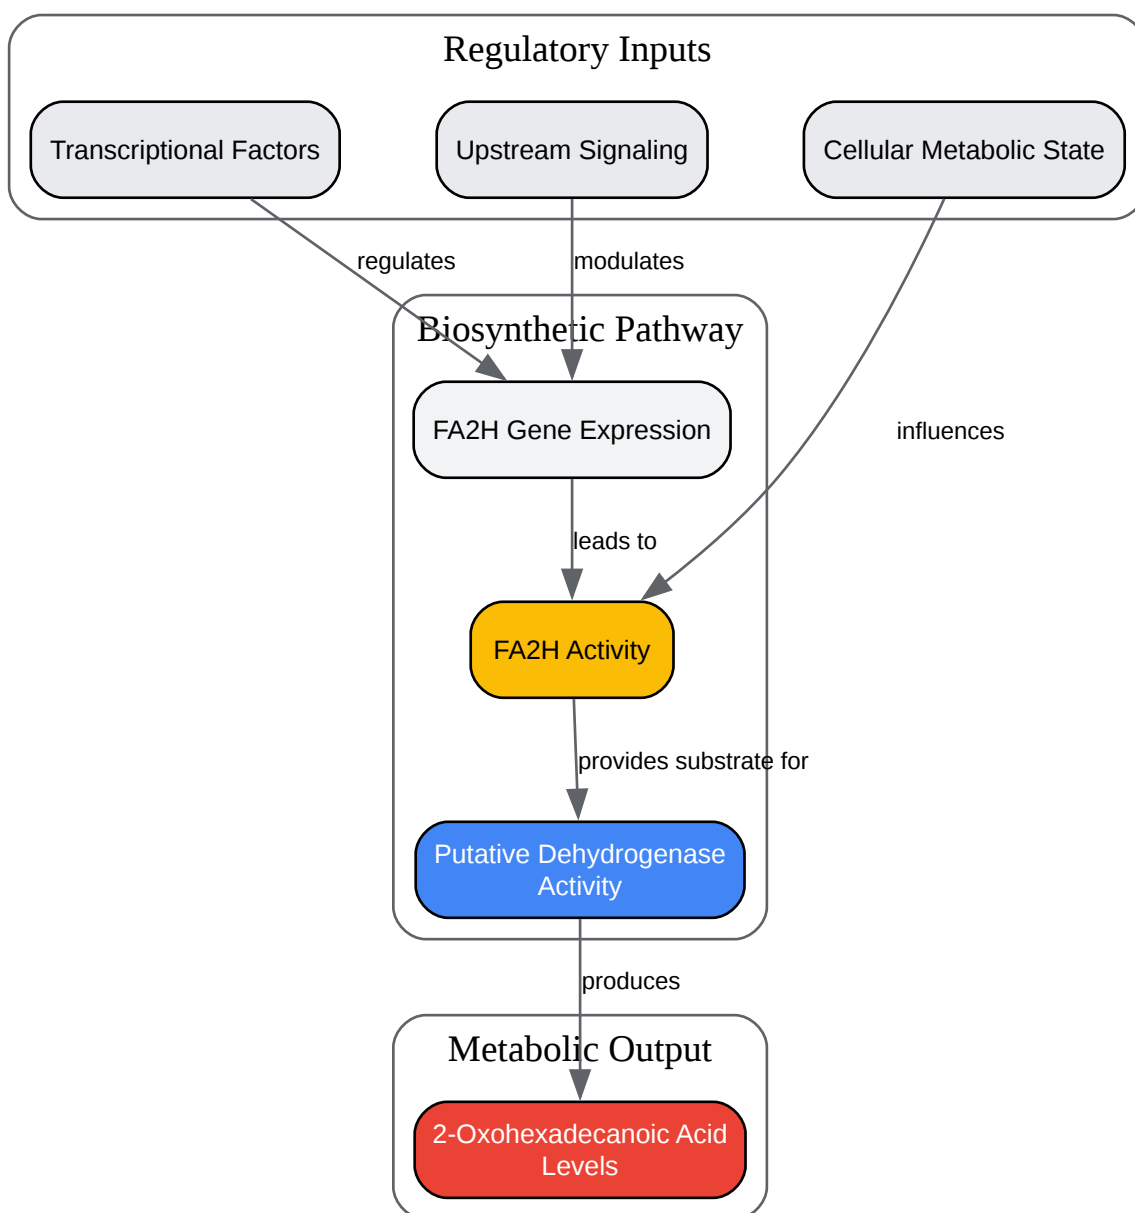 Regulatory Inputs
Transcriptional Factors
Upstream Signaling
Cellular Metabolic State
regulates
modulates
Biosynthetic Pathway
FA2H Gene Expression
influences
leads to
FA2H Activity
provides substrate for
Putative Dehydrogenase
Activity
produces
Metabolic Output
2-Oxohexadecanoic Acid
Levels